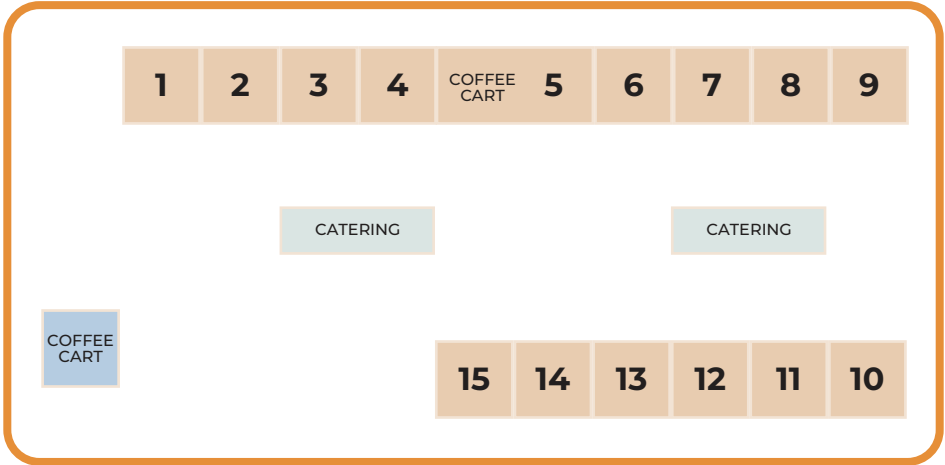 1 2 3 4 COFFEE CART 5 6 7 8 9
CATERING CATERING
COFFEE
CART
15 14 13 12 11 10